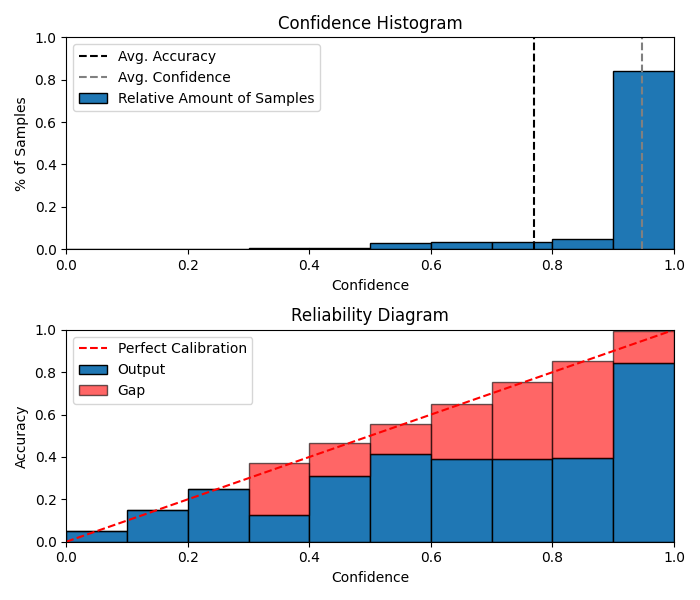 Confidence Histogram
1.0
0.8
0.6
0.4
0.2
0.0
% of Samples
Avg. Accuracy
Avg. Confidence
Relative Amount of Samples
0.0 0.2 0.4 0.6 0.8 1.0
Confidence
Reliability Diagram
1.0
0.8
0.6
0.4
0.2
0.0
Accuracy
Perfect Calibration
Output
Gap
0.0 0.2 0.4 0.6 0.8 1.0
Confidence